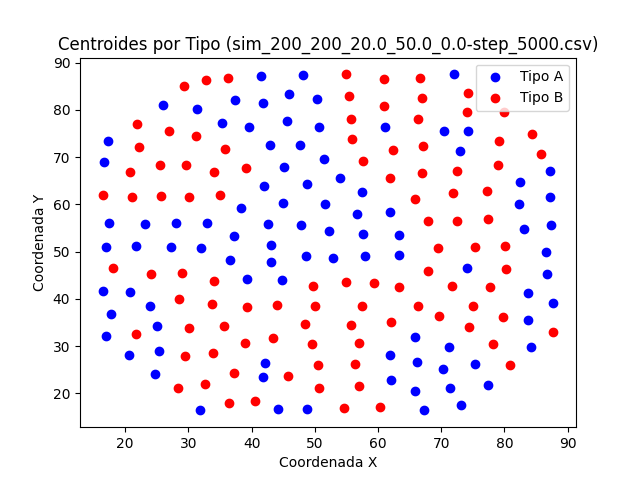 Centroides por Tipo (sim_200_200_20.0_50.0_0.0-step_5000.csv)
Tipo A
Tipo B
90
80
70
60
50
40
30
20
Coordenada Y
20 30 40 50 60 70 80 90
Coordenada X